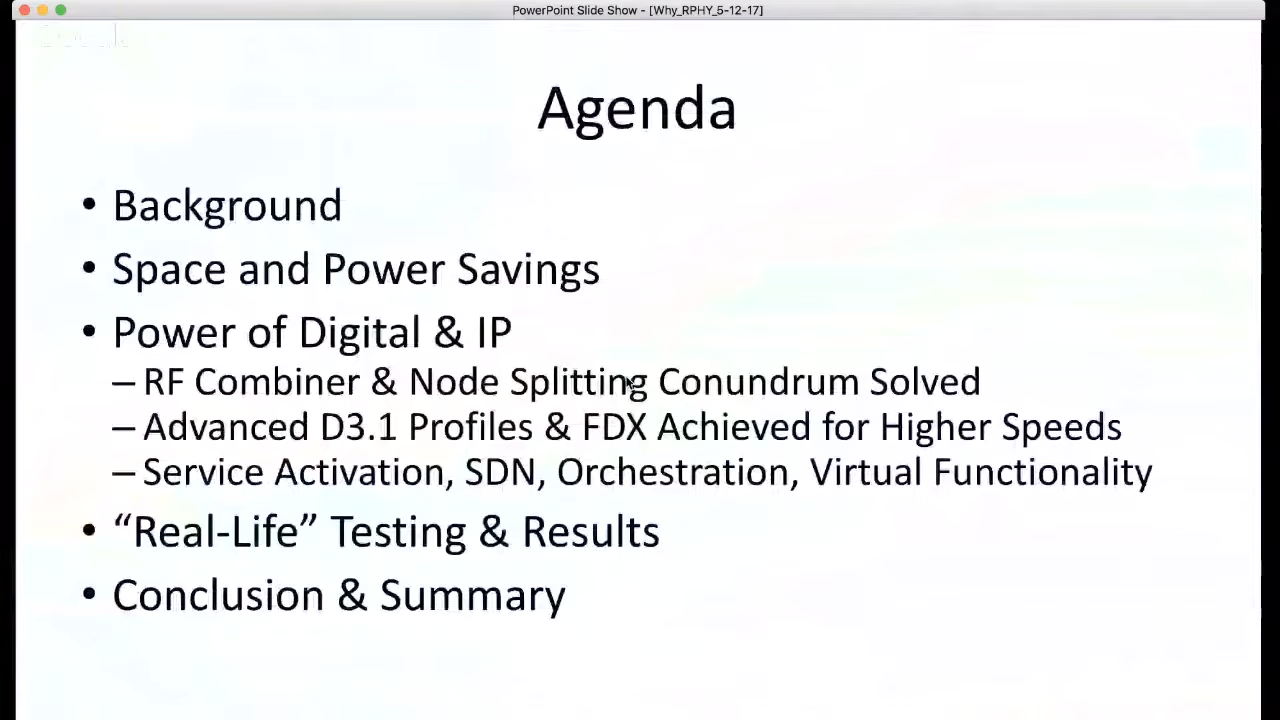 PowerPoint Slide Show - [Why_RPHY_5-12-17]
Agenda
• Background
• Space and Power Savings
• Power of Digital & IP
– RF Combiner & Node Splitting Conundrum Solved
– Advanced D3.1 Profiles & FDX Achieved for Higher Speeds
– Service Activation, SDN, Orchestration, Virtual Functionality
• “Real-Life” Testing & Results
• Conclusion & Summary